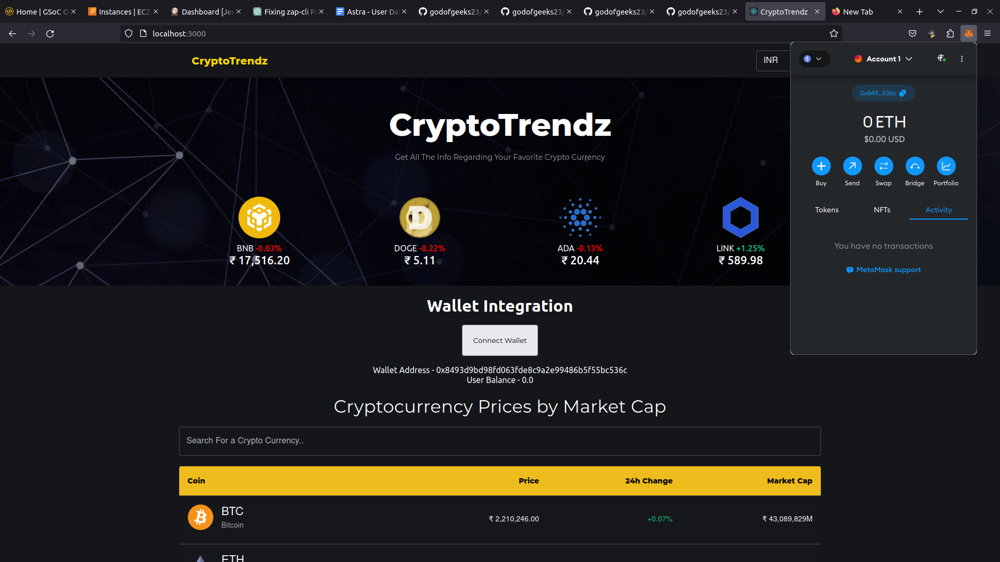 Home | GSoC O
Instances | EC2
Dashboard [Jen
Fixing zap-cli P
Astra - User Da
godofgeeks23/
godofgeeks23/
godofgeeks23/
godofgeeks23/
CryptoTrendz
New Tab
localhost:3000
CryptoTrendz
INR
CryptoTrendz
Get All The Info Regarding Your Favorite Crypto Currency
BNB -0.03%
₹ 17,516.20
DOGE -0.22%
₹ 5.11
ADA -0.13%
₹ 20.44
LINK +1.25%
₹ 589.98
Account 1
0x849...536c
0 ETH
$0.00 USD
Buy
Send
Swap
Bridge
Portfolio
Tokens
NFTs
Activity
You have no transactions
MetaMask support
Wallet Integration
Connect Wallet
Wallet Address - 0x8493d9bd98fd063fde8c9a2e99486b5f55bc536c
User Balance - 0.0
Cryptocurrency Prices by Market Cap
Search For a Crypto Currency..
Coin Price 24h Change Market Cap
BTC
Bitcoin
₹ 2,210,246.00 +0.07% ₹ 43,089,829M
ETH